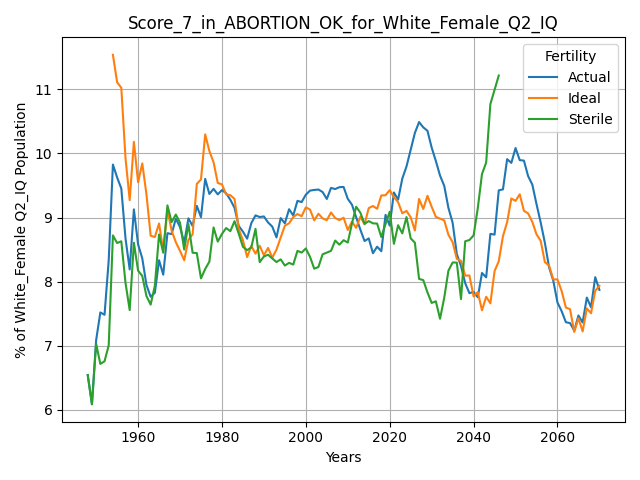 Score_7_in_ABORTION_OK_for_White_Female_Q2_IQ
% of White_Female Q2_IQ Population
11
10
9
8
7
6
1960 1980 2000 2020 2040 2060
Years
Fertility
Actual
Ideal
Sterile